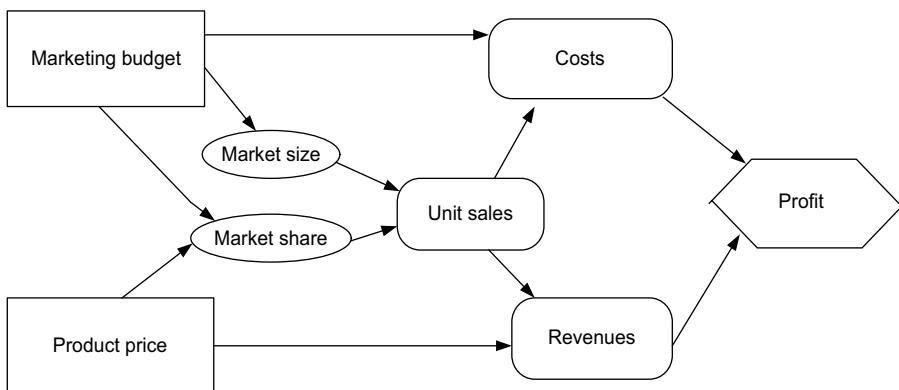 Marketing budget
Costs
Market size
Profit
Unit sales
Market share
Revenues
Product price